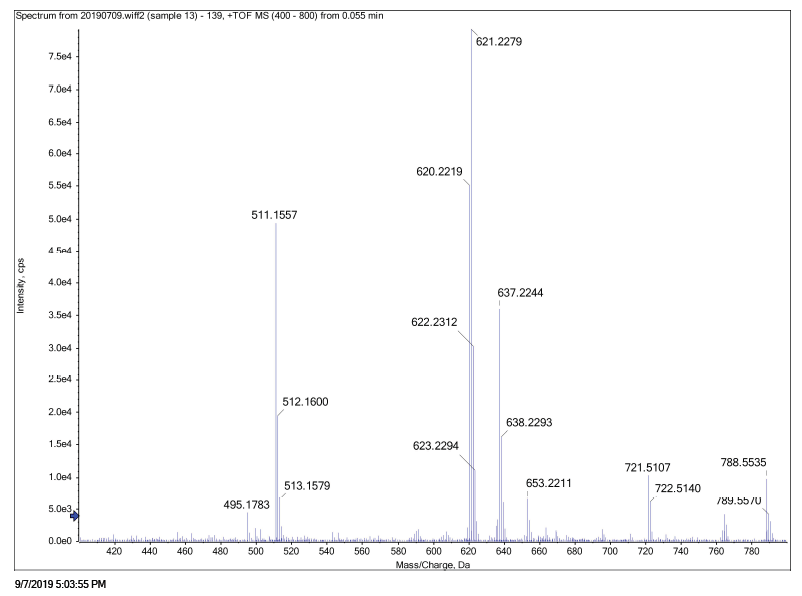 Spectrum from 20190709.wiff2 (sample 13) - 139, +TOF MS (400 - 800) from 0.055 min
621.2279
7.5e4
7.0e4
6.5e4
6.0e4
620.2219
5.5e4
511.1557
5.0e4
4.5e4
4.0e4
637.2244
3.5e4
622.2312
3.0e4
2.5e4
512.1600
2.0e4
638.2293
1.5e4
623.2294
788.5535
721.5107
1.0e4
513.1579
653.2211
722.5140
789.5570
495.1783
5.0e3
0.0e0
420 440 460 480 500 520 540 560 580 600 620 640 660 680 700 720 740 760 780
Intensity, cps
Mass/Charge, Da
9/7/2019 5:03:55 PM